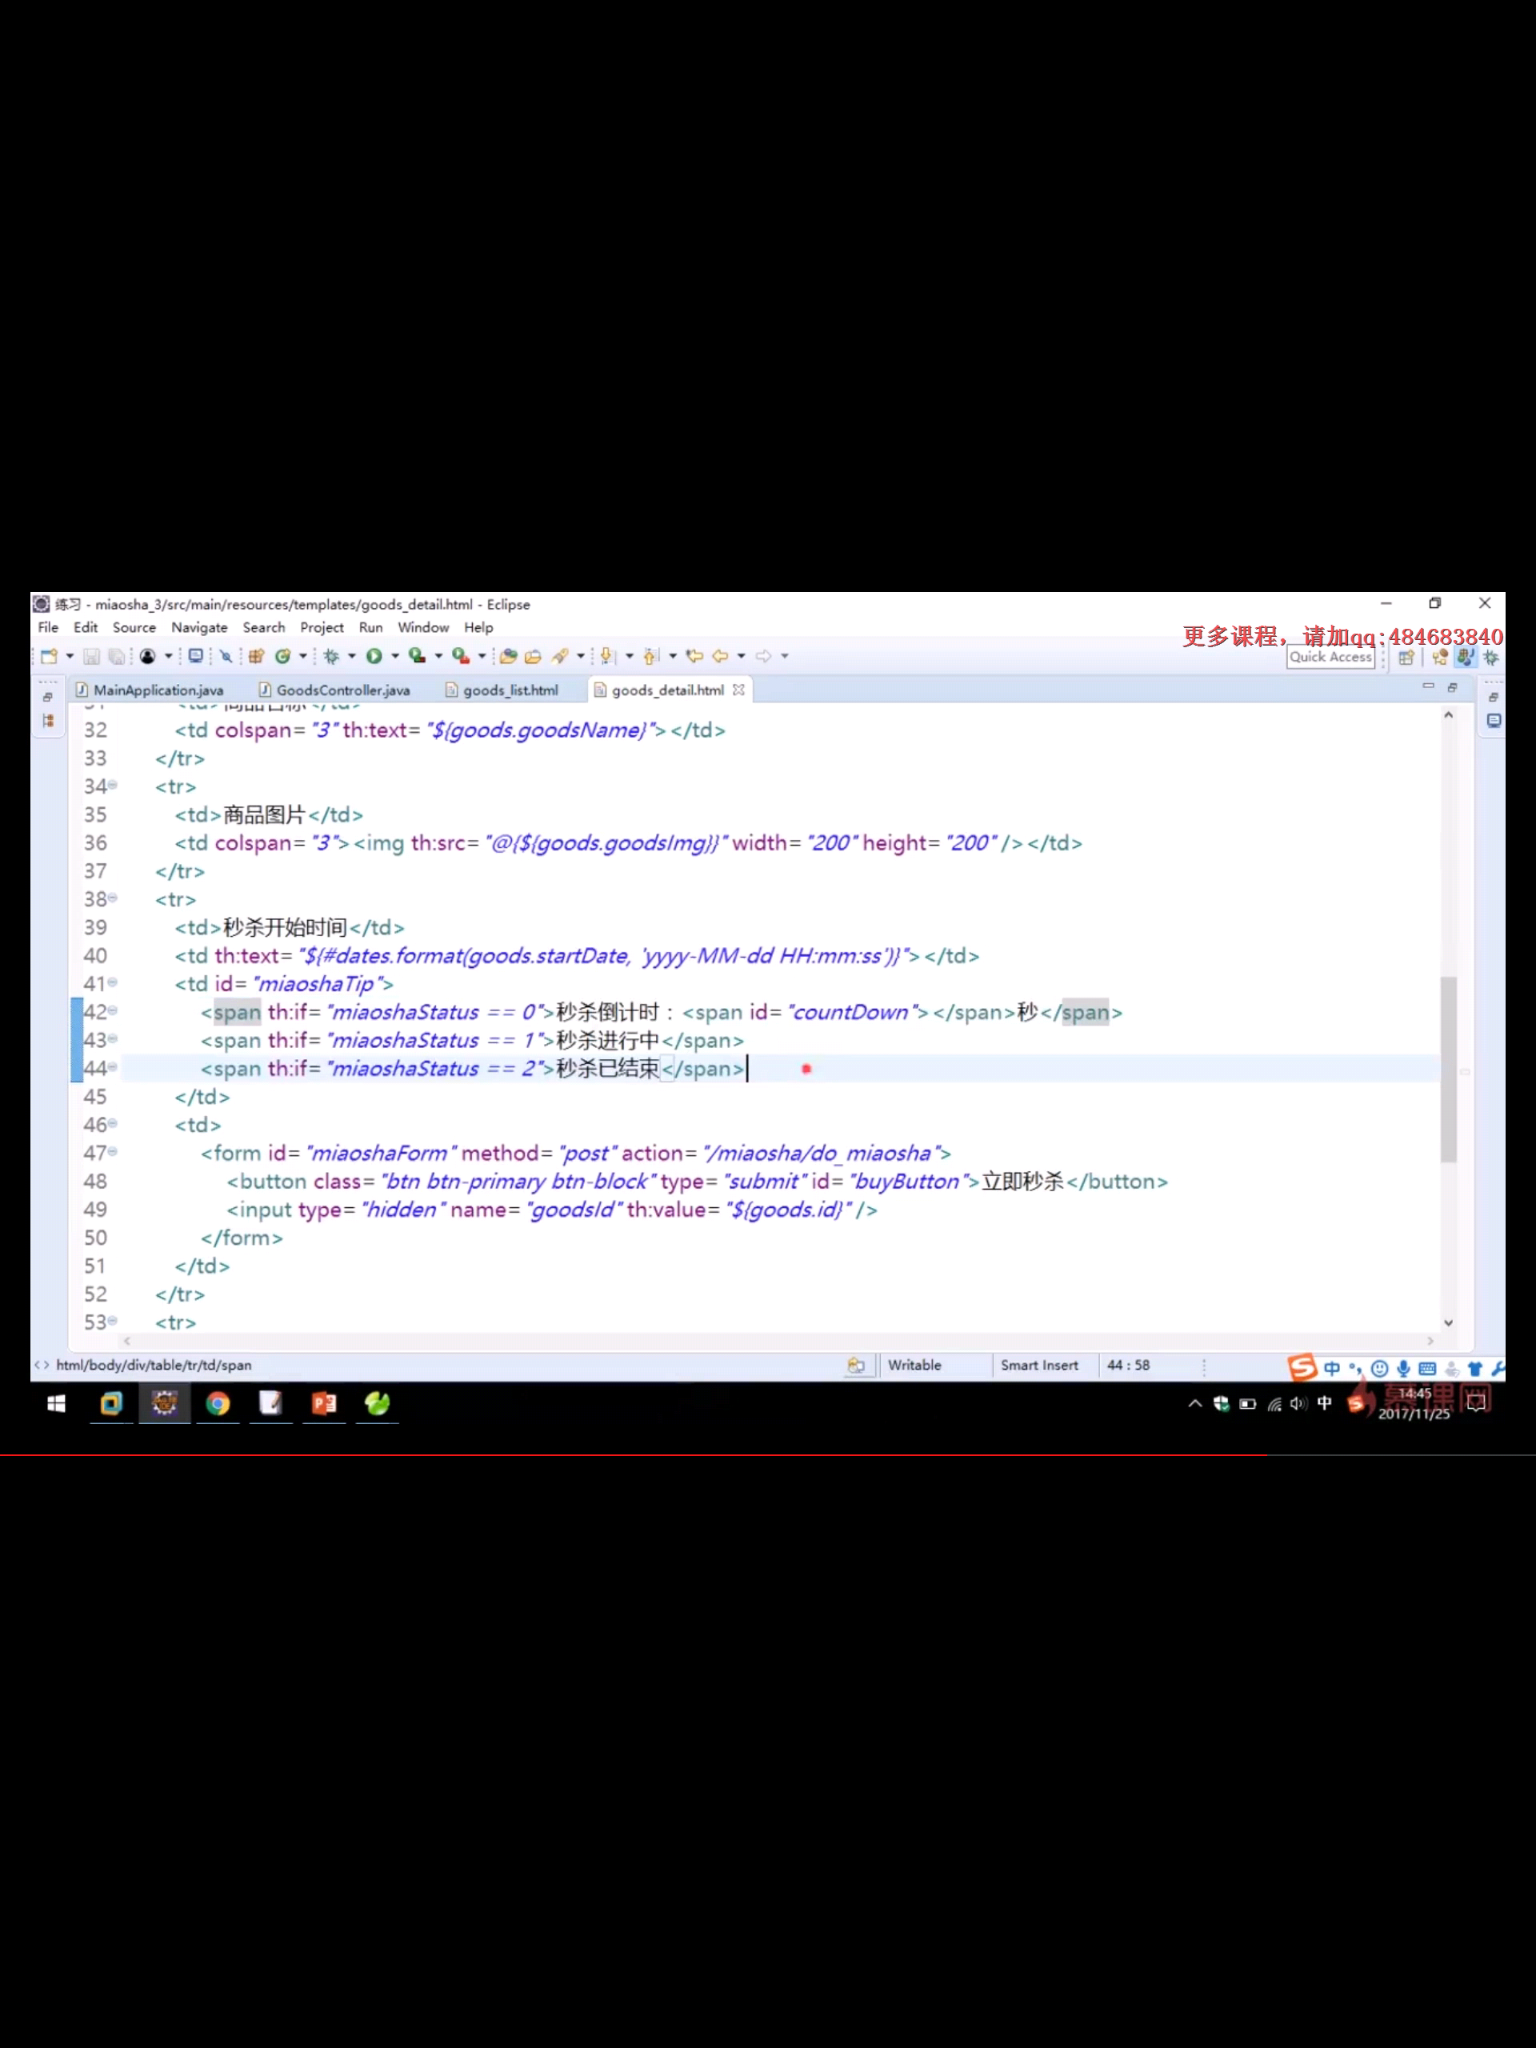 练习 - miaosha_3/src/main/resources/templates/goods_detail.html - Eclipse
File Edit Source Navigate Search Project Run Window Help
更多课程，请加qq:484683840
Quick Access
MainApplication.java GoodsController.java goods_list.html goods_detail.html
31 <td>商品名称</td>
32 <td colspan="3" th:text="${goods.goodsName}"></td>
33 </tr>
34 <tr>
35 <td>商品图片</td>
36 <td colspan="3"><img th:src="@{${goods.goodsImg}}" width="200" height="200" /></td>
37 </tr>
38 <tr>
39 <td>秒杀开始时间</td>
40 <td th:text="${#dates.format(goods.startDate, 'yyyy-MM-dd HH:mm:ss')}"></td>
41 <td id="miaoshaTip">
42 <span th:if="miaoshaStatus == 0">秒杀倒计时：<span id="countDown"></span>秒</span>
43 <span th:if="miaoshaStatus == 1">秒杀进行中</span>
44 <span th:if="miaoshaStatus == 2">秒杀已结束</span>
45 </td>
46 <td>
47 <form id="miaoshaForm" method="post" action="/miaosha/do_miaosha">
48 <button class="btn btn-primary btn-block" type="submit" id="buyButton">立即秒杀</button>
49 <input type="hidden" name="goodsId" th:value="${goods.id}" />
50 </form>
51 </td>
52 </tr>
53 <tr>
html/body/div/table/tr/td/span Writable Smart Insert 44 : 58 中
中 14:45
慕课网
2017/11/25